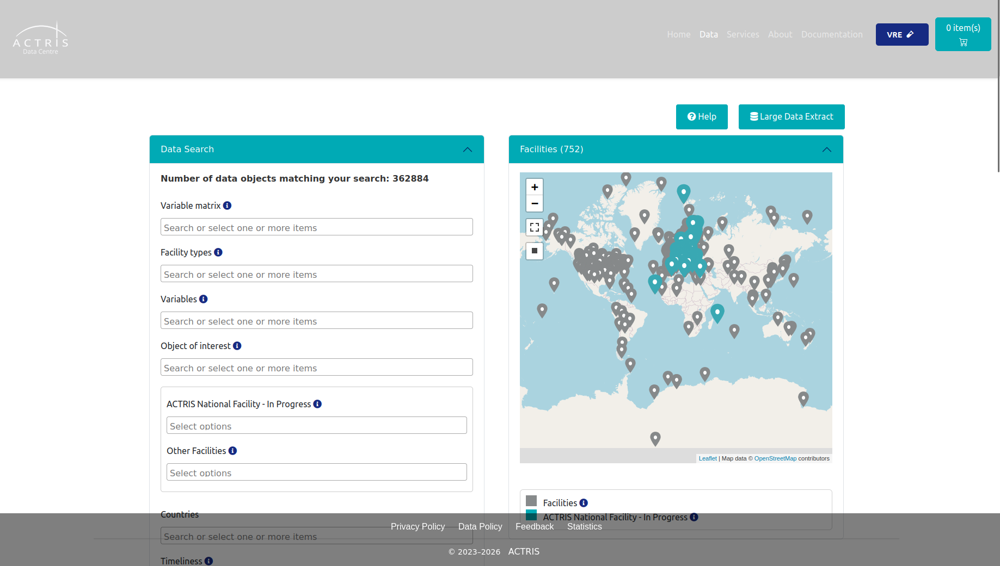 ACTRIS
Data Centre
Home
Data
Services
About
Documentation
VRE
0 item(s)
Help
Large Data Extract
Data Search
Number of data objects matching your search: 362884
Variable matrix
Search or select one or more items
Facility types
Search or select one or more items
Variables
Search or select one or more items
Object of interest
Search or select one or more items
ACTRIS National Facility - In Progress
Select options
Other Facilities
Select options
Countries
Search or select one or more items
Timeliness
Facilities (752)
+
−
Leaflet | Map data © OpenStreetMap contributors
Facilities
ACTRIS National Facility - In Progress
Privacy Policy
Data Policy
Feedback
Statistics
© 2023–2026 ACTRIS